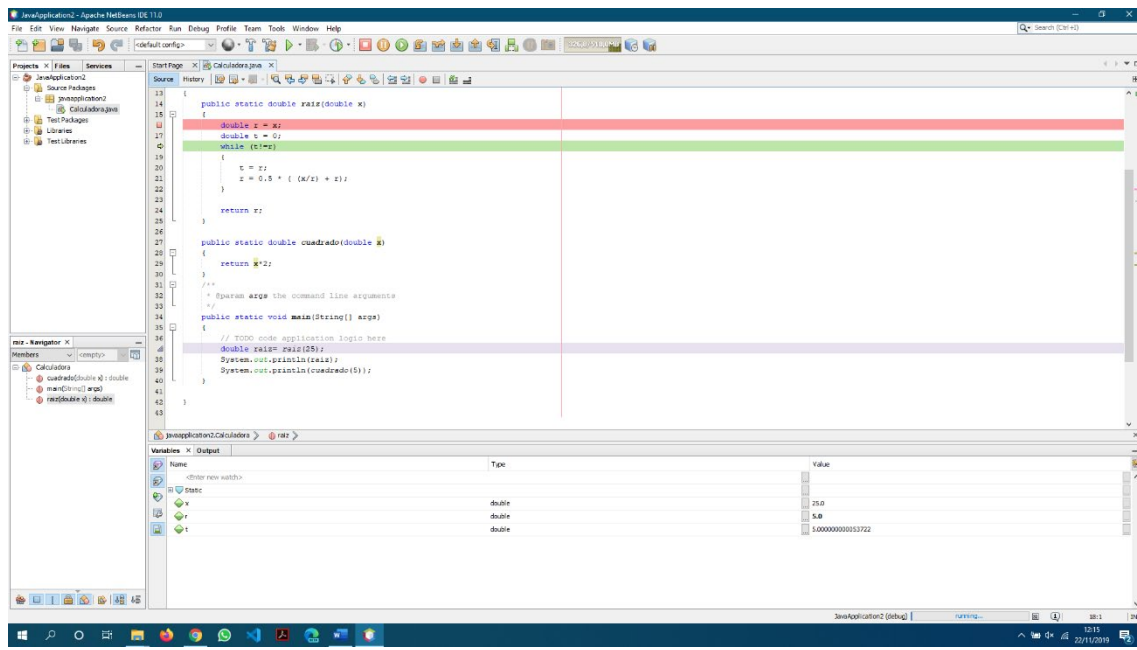 JavaApplication2 - Apache NetBeans IDE 11.0
File Edit View Navigate Source Refactor Run Debug Profile Team Tools Window Help
Search (Ctrl+I)
<default config>
Projects Files Services
Start Page Calculadora.java
JavaApplication2
Source Packages
javaapplication2
Calculadora.java
Test Packages
Libraries
Test Libraries
Source History
13 {
14 public static double raiz(double x)
15 {
double r = x;
17 double t = 0;
while (t!=r)
19 {
20 t = r;
21 r = 0.5 * ( (x/r) + r);
22 }
23
24 return r;
25 }
26
27 public static double cuadrado(double x)
28 {
29 return x*2;
30 }
31 /**
32 * @param args the command line arguments
33 */
34 public static void main(String[] args)
35 {
36 // TODO code application logic here
double rais= raiz(25);
38 System.out.println(raiz);
39 System.out.println(cuadrado(5));
40 }
41
42 }
43
raiz - Navigator
Members <empty>
Calculadora
cuadrado(double x) : double
main(String[] args)
raiz(double x) : double
javaapplication2.Calculadora raiz
Variables Output
Name Type Value
<Enter new watch>
Static
x double 25.0
r double 5.0
t double 5.000000000053722
JavaApplication2 (debug) running... 18:1
12:15
22/11/2019